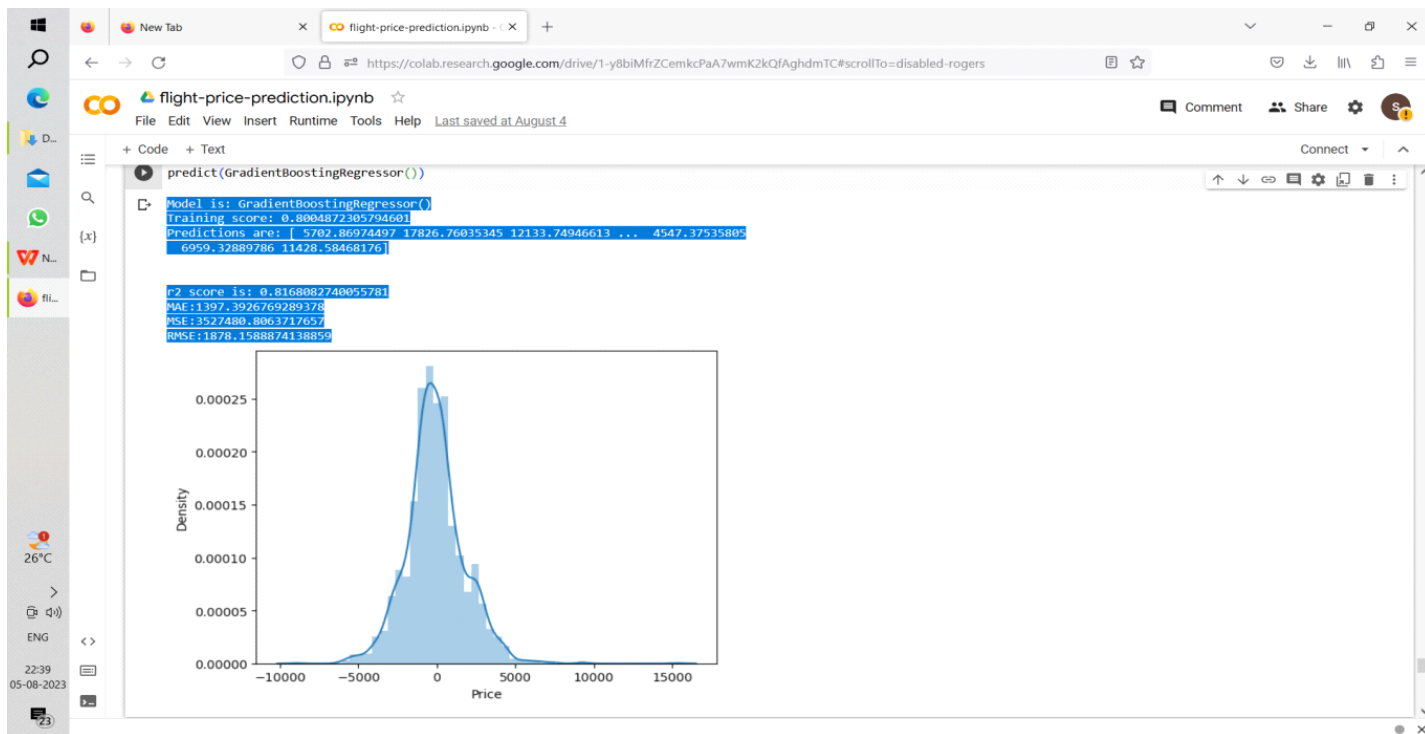 New Tab
flight-price-prediction.ipynb - C
https://colab.research.google.com/drive/1-y8biMfrZCemkcPaA7wmK2kQfAghdmTC#scrollTo=disabled-rogers
flight-price-prediction.ipynb
Comment
Share
S
File Edit View Insert Runtime Tools Help Last saved at August 4
D...
+ Code + Text
Connect
predict(GradientBoostingRegressor())
Model is: GradientBoostingRegressor()
Training score: 0.8004872305794601
Predictions are: [ 5702.86974497 17826.76035345 12133.74946613 ... 4547.37535805
6959.32889786 11428.58468176]
{x}
N...
fli...
r2 score is: 0.8168082740055781
MAE:1397.3926769289378
MSE:3527480.8063717657
RMSE:1878.1588874138859
0.00025
0.00020
0.00015
0.00010
0.00005
0.00000
Density
−10000 −5000 0 5000 10000 15000
Price
1
26°C
ENG
22:39
05-08-2023
23